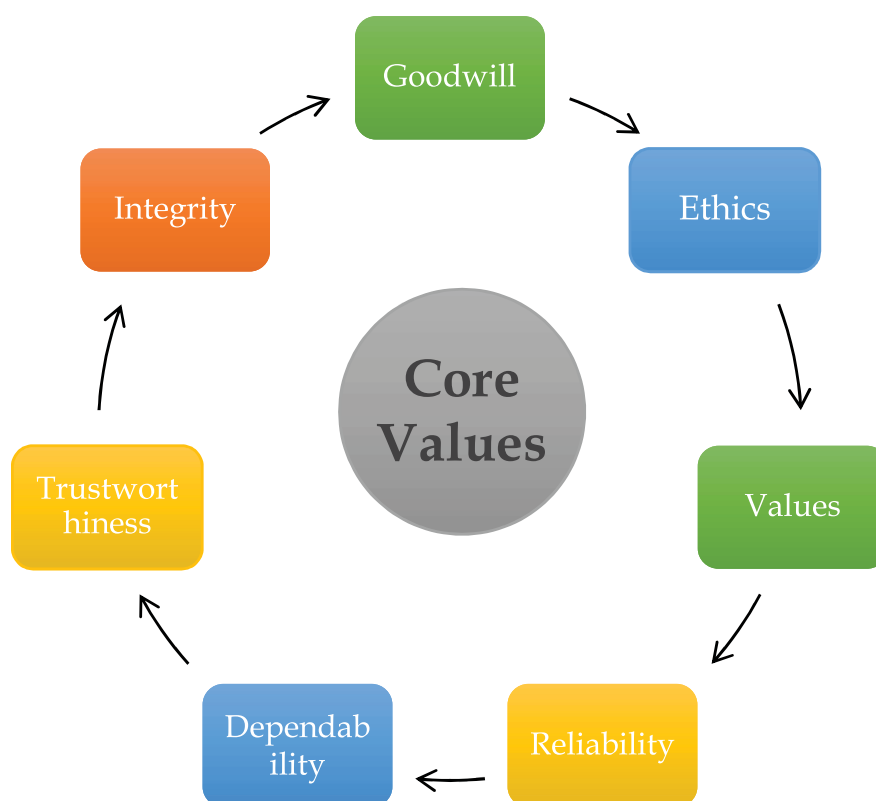 Goodwill
Ethics
Values
Reliability
Dependab
ility
Trustwort
hiness
Integrity
Core
Values